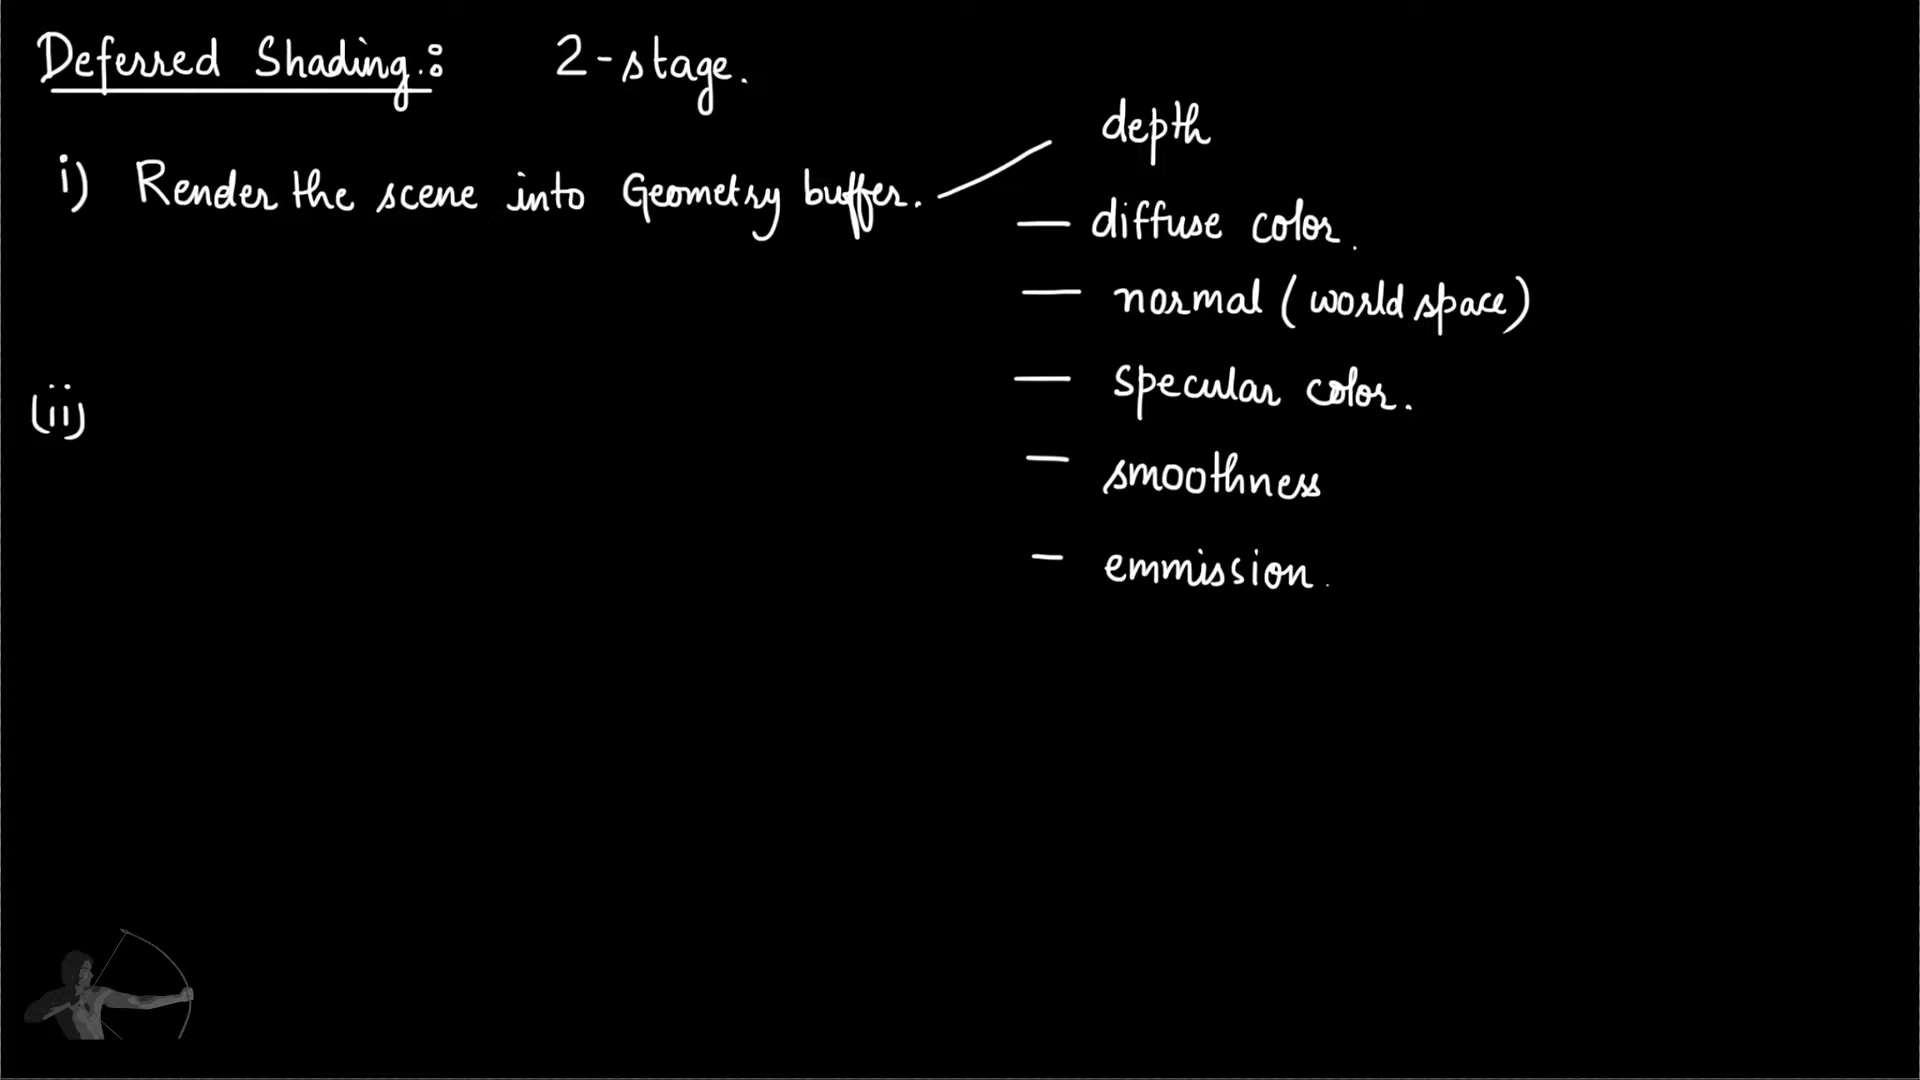 Deferred Shading.: 2-stage.
i) Render the scene into Geometry buffer.
depth
— diffuse color.
— normal (world space)
— specular color.
— smoothness
- emmission.
(ii)